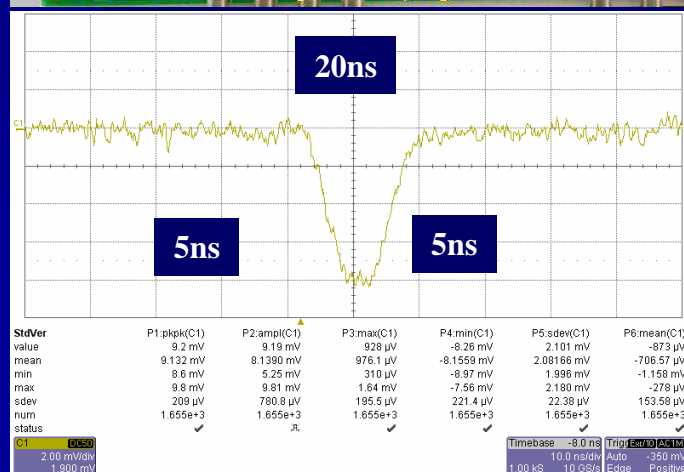 20ns
C1
5ns
5ns
StdVer P1:pkpk(C1) P2:ampl(C1) P3:max(C1) P4:min(C1) P5:sdev(C1) P6:mean(C1)
value 9.2 mV 9.19 mV 928 µV -8.26 mV 2.101 mV -873 µV
mean 9.132 mV 8.1390 mV 976.1 µV -8.1559 mV 2.08166 mV -706.57 µV
min 8.6 mV 5.25 mV 310 µV -8.97 mV 1.996 mV -1.158 mV
max 9.8 mV 9.81 mV 1.64 mV -7.56 mV 2.180 mV -278 µV
sdev 209 µV 780.8 µV 195.5 µV 221.4 µV 22.38 µV 153.58 µV
num 1.655e+3 1.655e+3 1.655e+3 1.655e+3 1.655e+3 1.655e+3
status
C1 DC50 Timebase -8.0 ns Trigg Ext/10 AC1M
2.00 mV/div 10.0 ns/div Auto -350 mV
1.900 mV 1.00 kS 10 GS/s Edge Positive